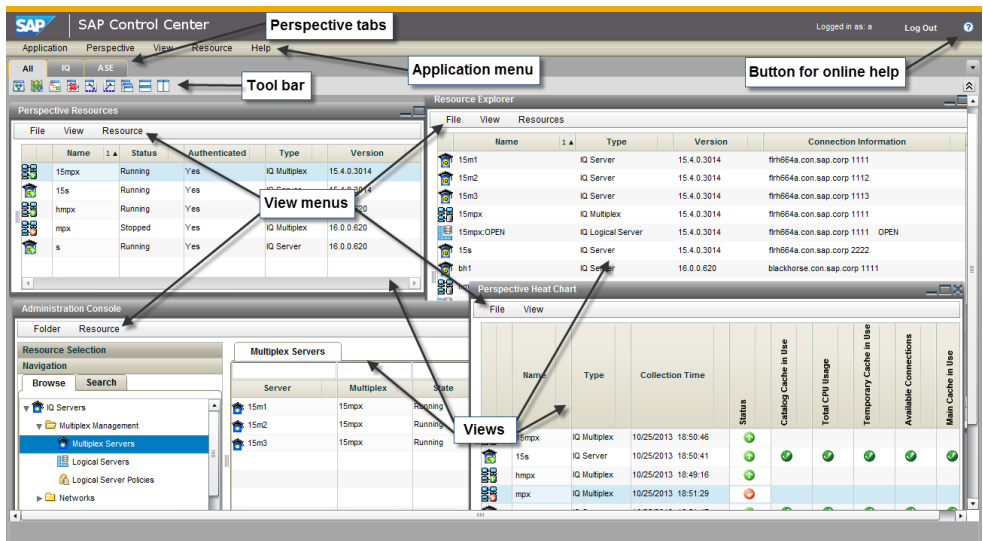 SAP SAP Control Center
Logged in as: a
Log Out
?
Perspective tabs
Application Perspective View Resource Help
Application menu
Button for online help
All IQ ASE
Tool bar
Perspective Resources
File View Resource
Name 1 Status Authenticated Type Version
15mpx Running Yes IQ Multiplex 15.4.0.3014
15s Running Yes
hmpx Running Yes
mpx Stopped Yes IQ Multiplex 16.0.0.620
s Running Yes IQ Server 16.0.0.620
View menus
Resource Explorer
File View Resources
Name 1 Type Version Connection Information
15m1 IQ Server 15.4.0.3014 flrh664a.con.sap.corp 1111
15m2 IQ Server 15.4.0.3014 flrh664a.con.sap.corp 1112
15m3 IQ Server 15.4.0.3014 flrh664a.con.sap.corp 1113
15mpx IQ Multiplex 15.4.0.3014 flrh664a.con.sap.corp 1111
15mpx:OPEN IQ Logical Server 15.4.0.3014 flrh664a.con.sap.corp 1111 OPEN
15s IQ Server 15.4.0.3014 flrh664a.con.sap.corp 2222
bh1 IQ Server 16.0.0.620 blackhorse.con.sap.corp 1111
Administration Console
Folder Resource
Resource Selection
Navigation
Browse Search
IQ Servers
Multiplex Management
Multiplex Servers
Logical Servers
Logical Server Policies
Networks
Multiplex Servers
Server Multiplex State
15m1 15mpx Running
15m2 15mpx Running
15m3 15mpx Running
Views
Perspective Heat Chart
File View
Name Type Collection Time Status Catalog Cache in Use Total CPU Usage Temporary Cache in Use Available Connections Main Cache in Use
15mpx IQ Multiplex 10/25/2013 18:50:46
15s IQ Server 10/25/2013 18:50:41
hmpx IQ Multiplex 10/25/2013 18:49:16
mpx IQ Multiplex 10/25/2013 18:51:29